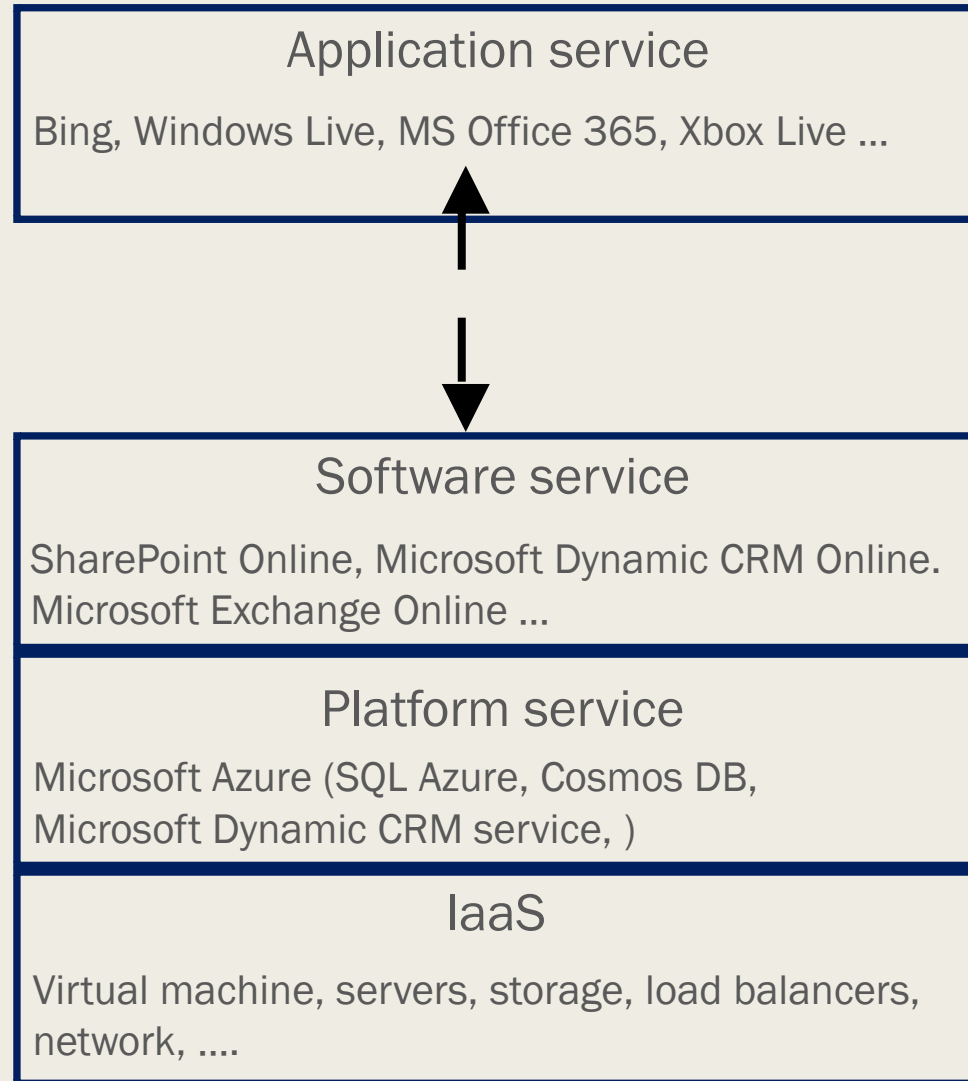 Application service
Bing, Windows Live, MS Office 365, Xbox Live ...
Software service
SharePoint Online, Microsoft Dynamic CRM Online.
Microsoft Exchange Online ...
Platform service
Microsoft Azure (SQL Azure, Cosmos DB,
Microsoft Dynamic CRM service, )
IaaS
Virtual machine, servers, storage, load balancers,
network, ....